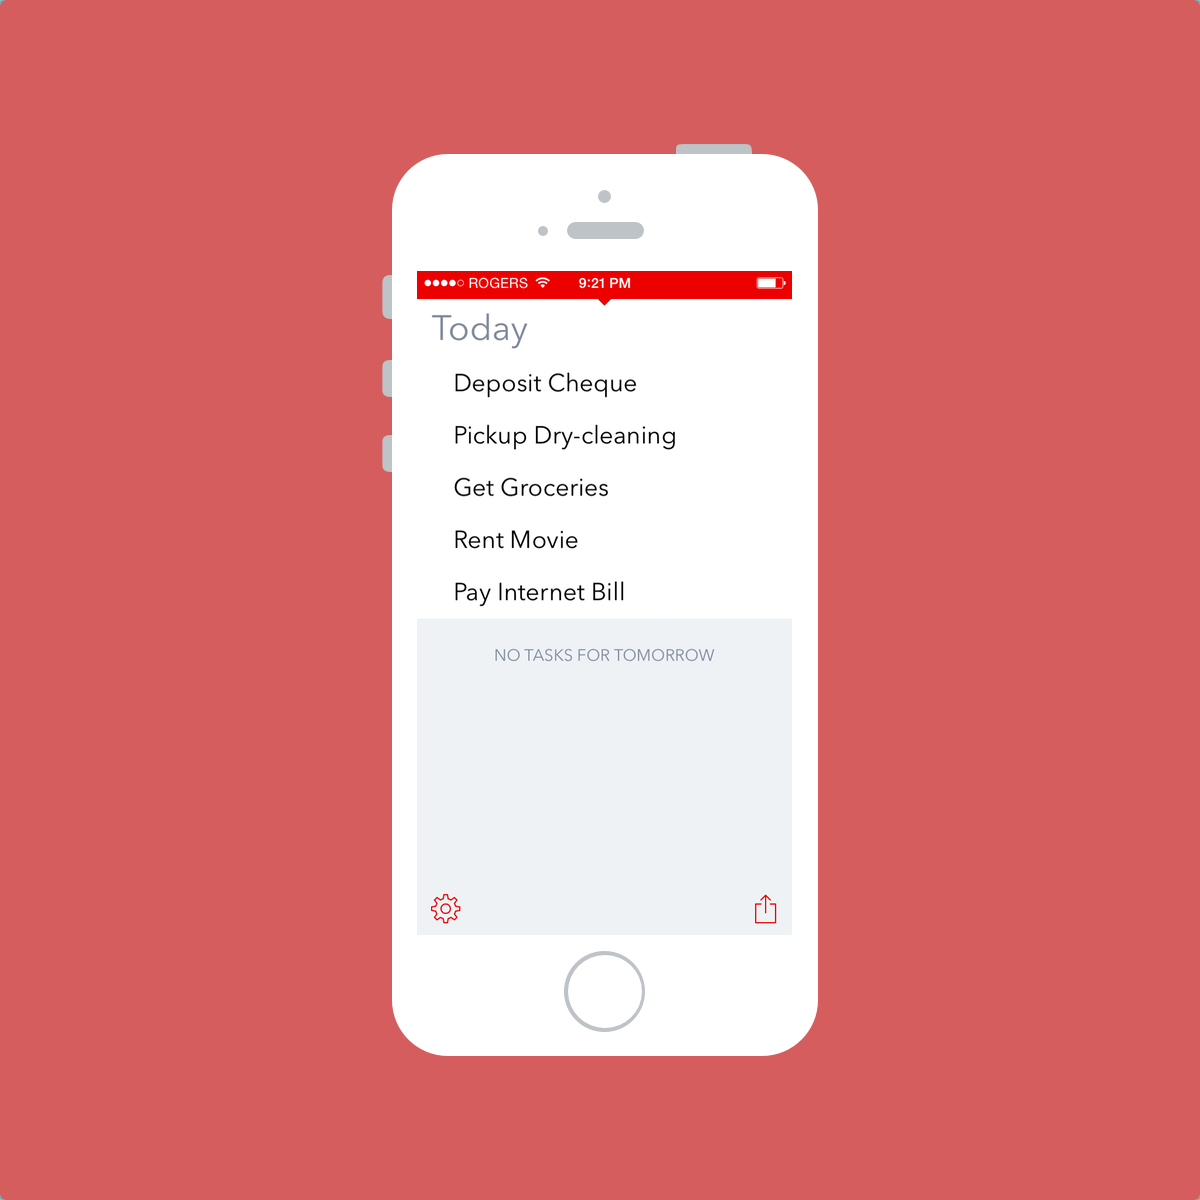 ROGERS 9:21 PM
Today
Deposit Cheque
Pickup Dry-cleaning
Get Groceries
Rent Movie
Pay Internet Bill
NO TASKS FOR TOMORROW